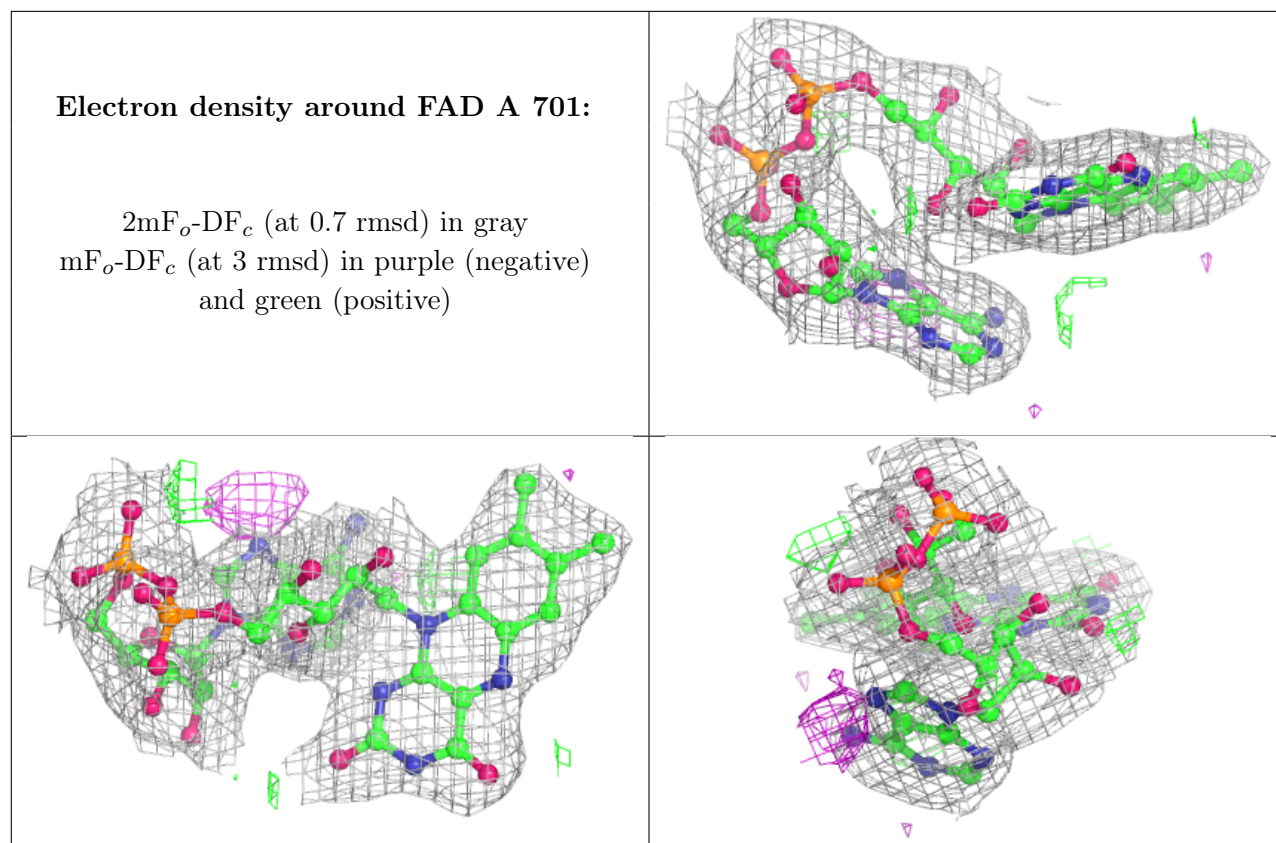 Electron density around FAD A 701:
2mFₒ-DF𝒸 (at 0.7 rmsd) in gray
mFₒ-DF𝒸 (at 3 rmsd) in purple (negative)
and green (positive)